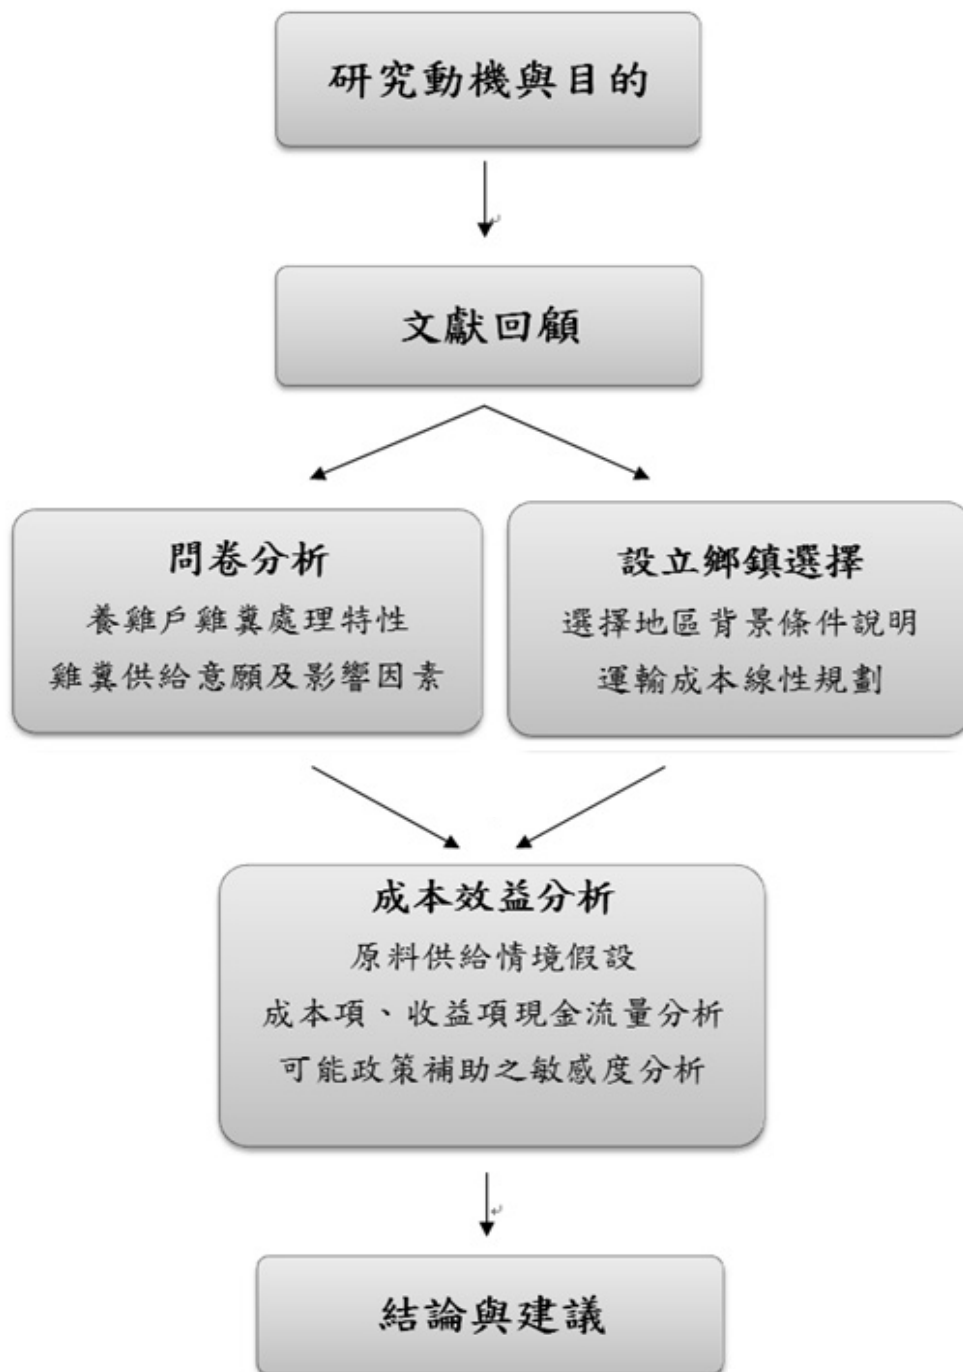 研究動機與目的
文獻回顧
問卷分析
養雞戶雞糞處理特性
雞糞供給意願及影響因素
設立鄉鎮選擇
選擇地區背景條件說明
運輸成本線性規劃
成本效益分析
原料供給情境假設
成本項、收益項現金流量分析
可能政策補助之敏感度分析
結論與建議